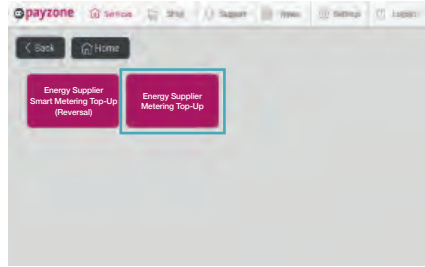 payzone Services Shop Support News Settings Logout
Back Home
Energy Supplier
Smart Metering Top-Up
(Reversal)
Energy Supplier
Metering Top-Up